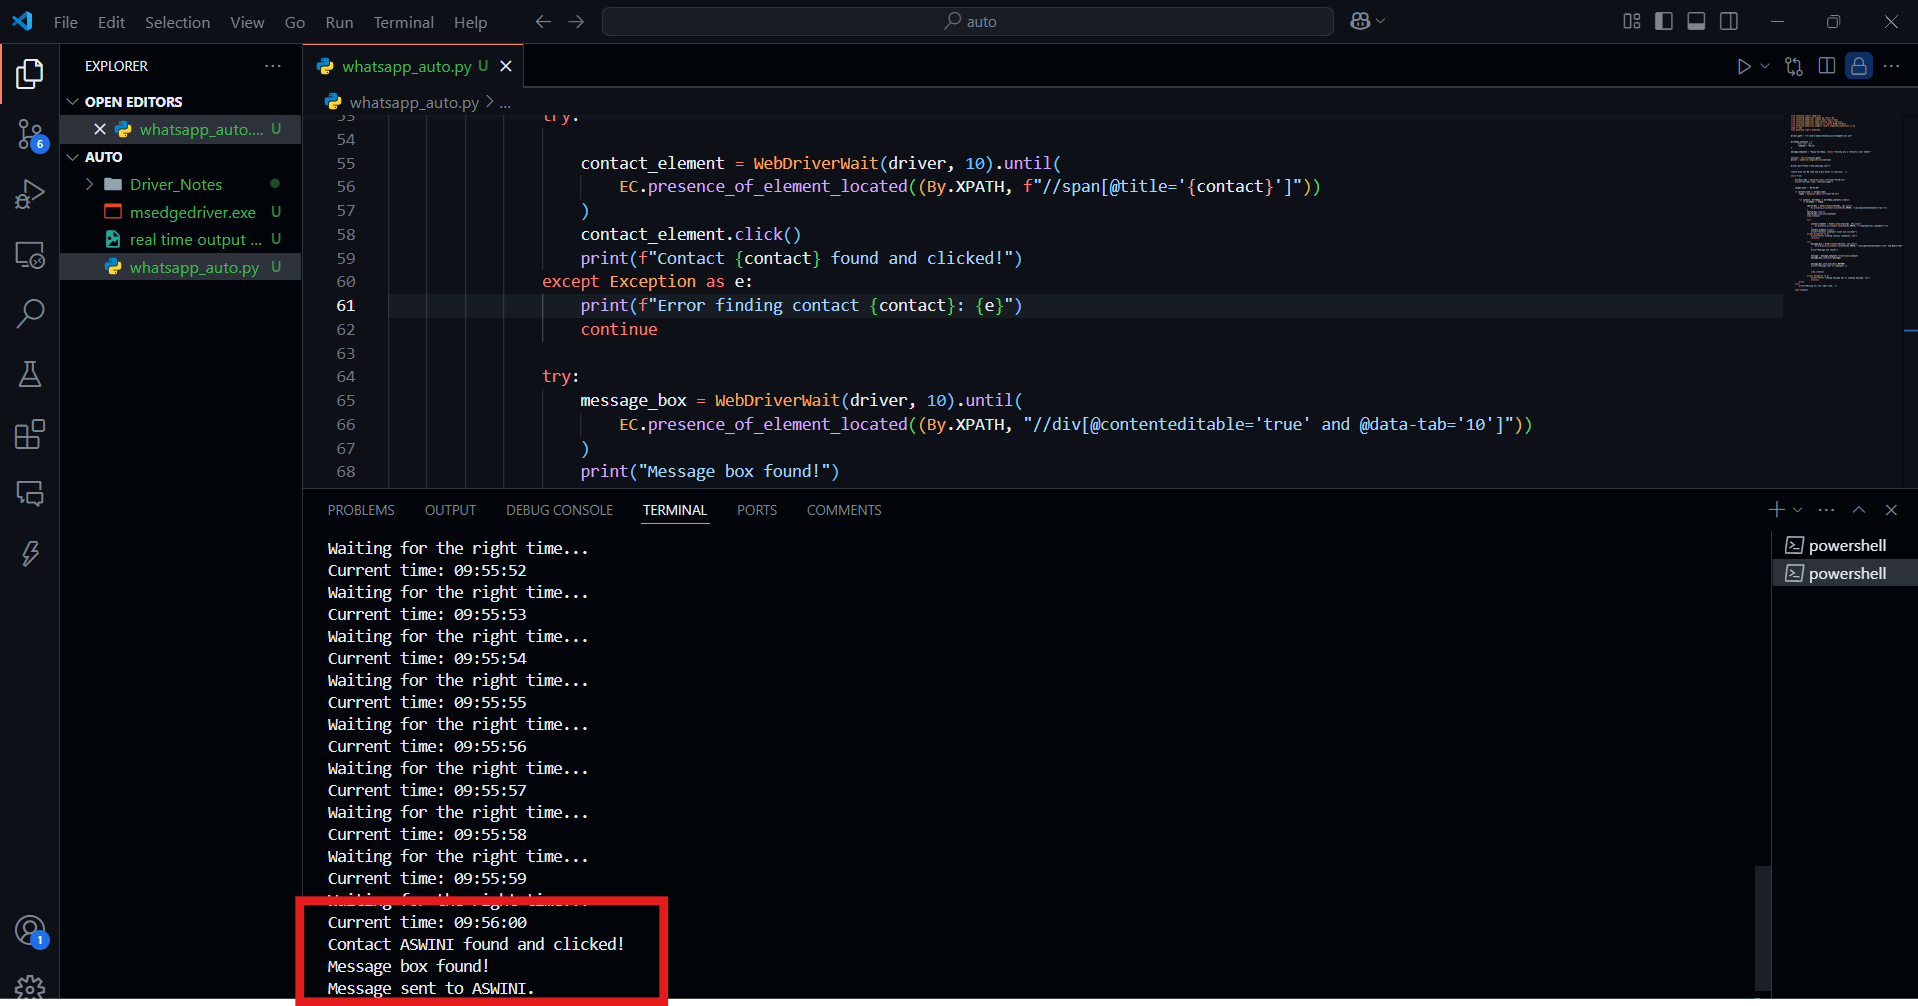 File Edit Selection View Go Run Terminal Help
auto
EXPLORER
OPEN EDITORS
whatsapp_auto.... U
AUTO
Driver_Notes
msedgedriver.exe U
real time output ... U
whatsapp_auto.py U
6
1
whatsapp_auto.py U
whatsapp_auto.py > ...
53 try:
54
55 contact_element = WebDriverWait(driver, 10).until(
56 EC.presence_of_element_located((By.XPATH, f"//span[@title='{contact}']"))
57 )
58 contact_element.click()
59 print(f"Contact {contact} found and clicked!")
60 except Exception as e:
61 print(f"Error finding contact {contact}: {e}")
62 continue
63
64 try:
65 message_box = WebDriverWait(driver, 10).until(
66 EC.presence_of_element_located((By.XPATH, "//div[@contenteditable='true' and @data-tab='10']"))
67 )
68 print("Message box found!")
PROBLEMS OUTPUT DEBUG CONSOLE TERMINAL PORTS COMMENTS
Waiting for the right time...
Current time: 09:55:52
Waiting for the right time...
Current time: 09:55:53
Waiting for the right time...
Current time: 09:55:54
Waiting for the right time...
Current time: 09:55:55
Waiting for the right time...
Current time: 09:55:56
Waiting for the right time...
Current time: 09:55:57
Waiting for the right time...
Current time: 09:55:58
Waiting for the right time...
Current time: 09:55:59
Waiting for the right time...
Current time: 09:56:00
Contact ASWINI found and clicked!
Message box found!
Message sent to ASWINI.
powershell
powershell